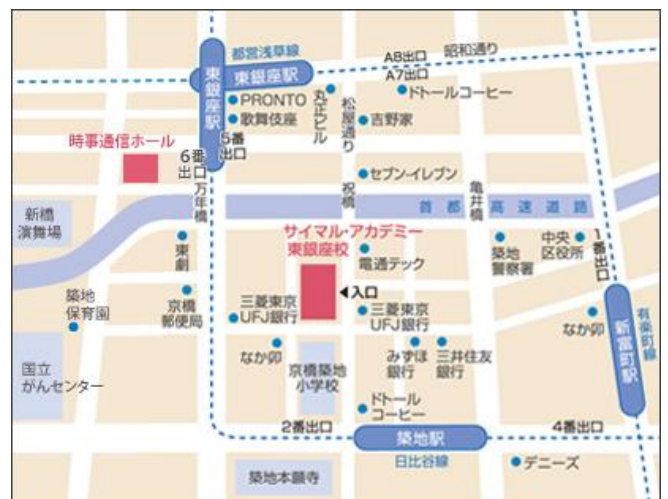 都営浅草線
東銀座駅
東銀座駅
A8出口
昭和通り
A7出口
PRONTO
歌舞伎座
丸正ビル
松屋通り
ドトールコーヒー
吉野家
時事通信ホール
5番
出口
6番
出口
万年橋
セブン-イレブン
祝橋
亀井橋
首都高速道路
新橋
演舞場
サイマル・アカデミー
東銀座校
東劇
電通テック
築地
警察署
中央
区役所
1番出口
入口
築地
保育園
京橋
郵便局
三菱東京
UFJ銀行
三菱東京
UFJ銀行
なか卯
新富町駅
有楽町線
国立
がんセンター
なか卯
京橋築地
小学校
みずほ
銀行
三井住友
銀行
ドトール
コーヒー
2番出口
築地駅
4番出口
日比谷線
築地本願寺
デニーズ